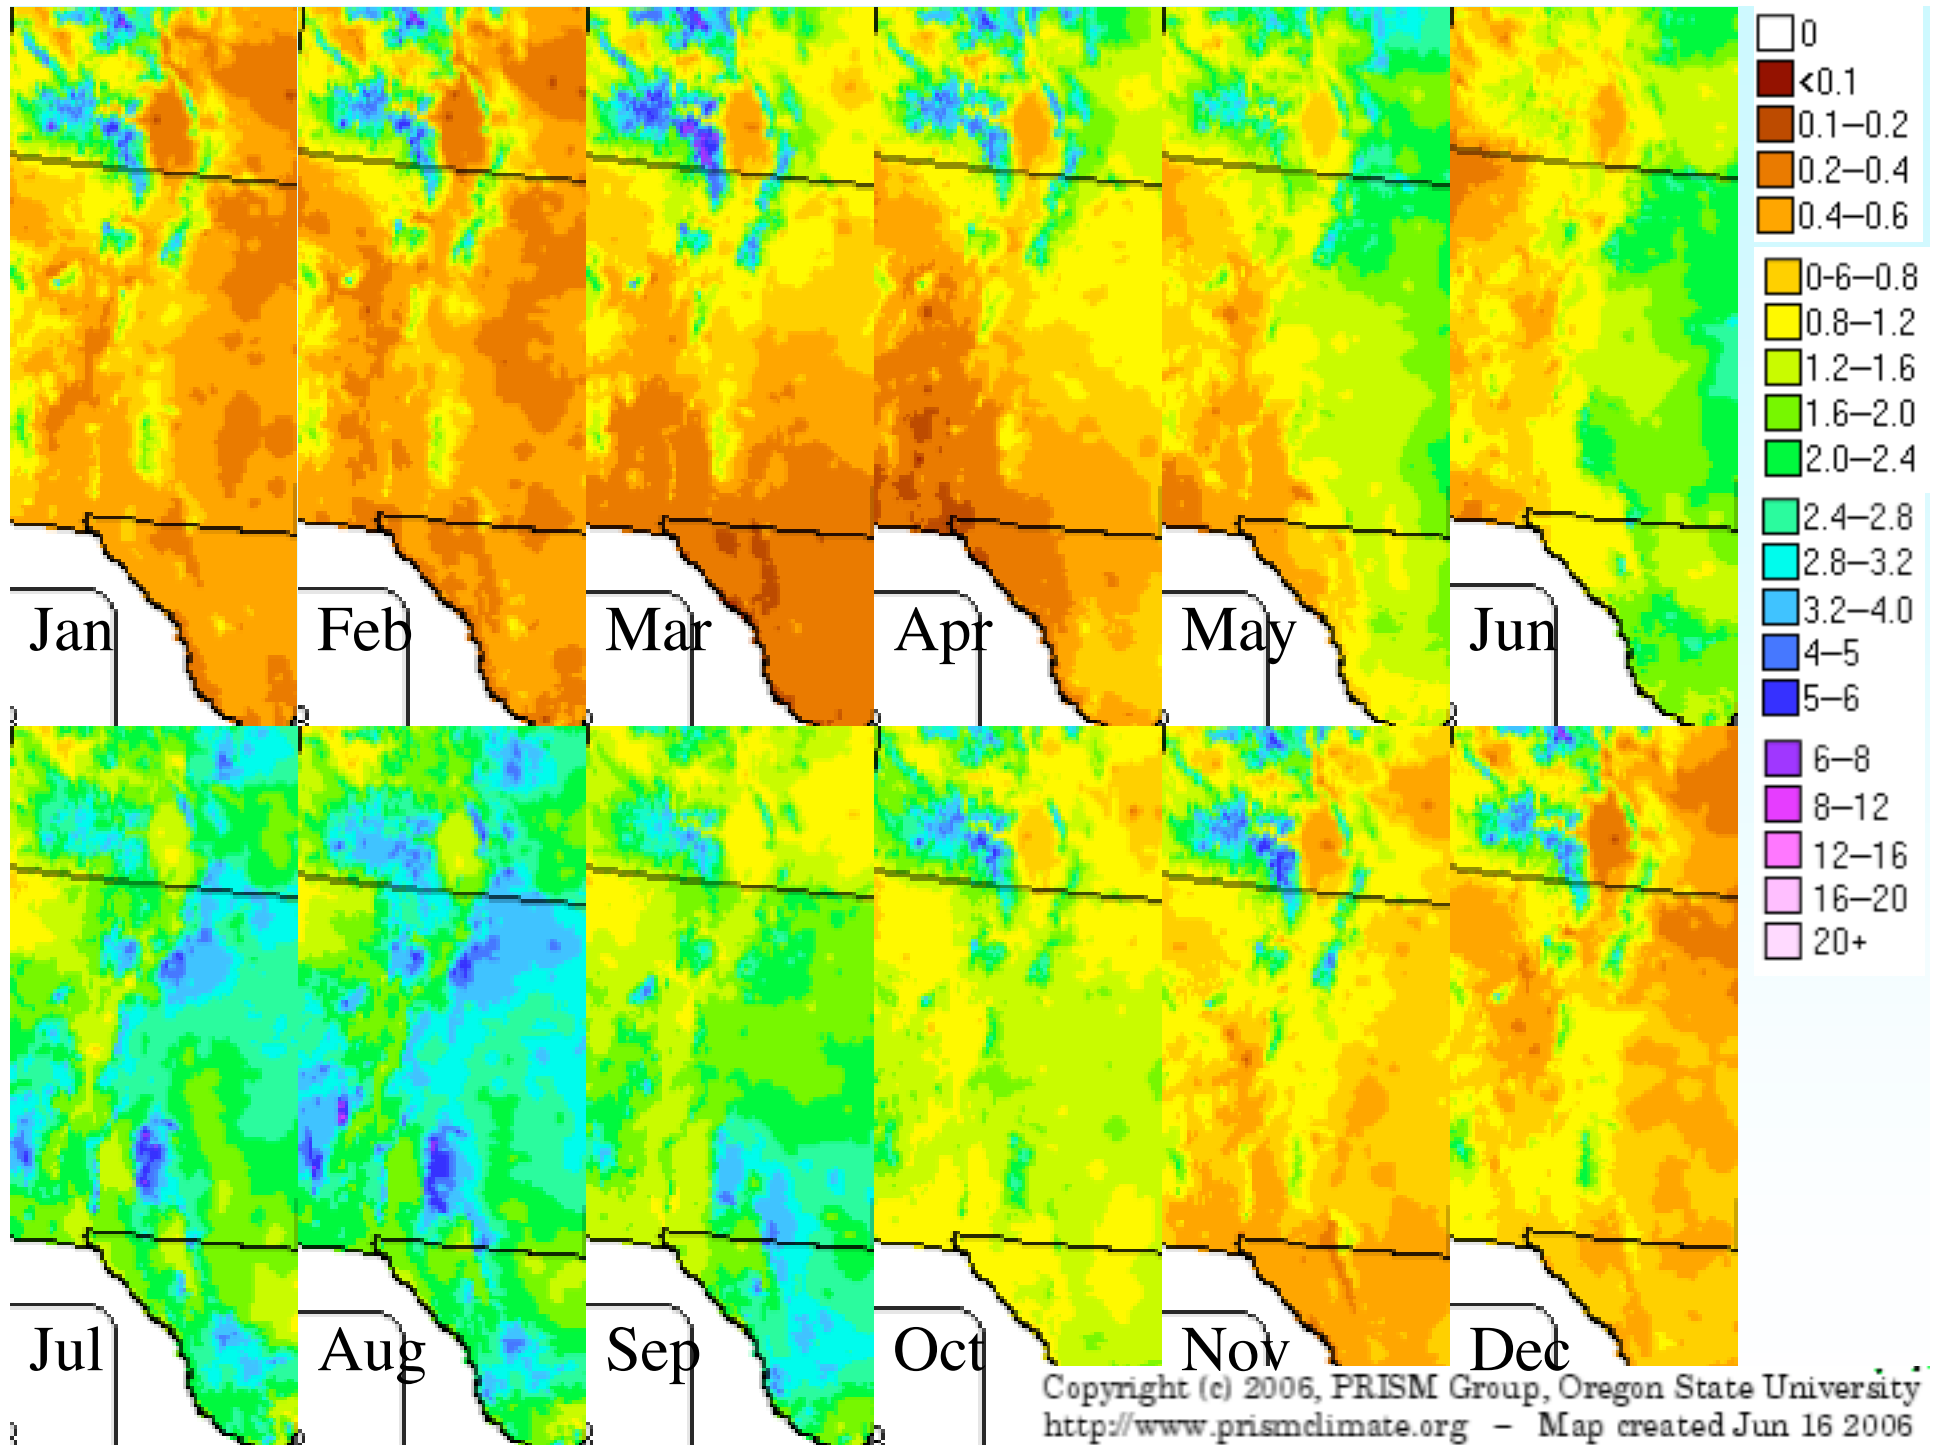 Jan
Feb
Mar
Apr
May
Jun
0
<0.1
0.1–0.2
0.2–0.4
0.4–0.6
0-6–0.8
0.8–1.2
1.2–1.6
1.6–2.0
2.0–2.4
2.4–2.8
2.8–3.2
3.2–4.0
4–5
5–6
6–8
8–12
12–16
16–20
20+
Jul
Aug
Sep
Oct
Nov
Dec
Copyright (c) 2006, PRISM Group, Oregon State University
http://www.prismclimate.org – Map created Jun 16 2006